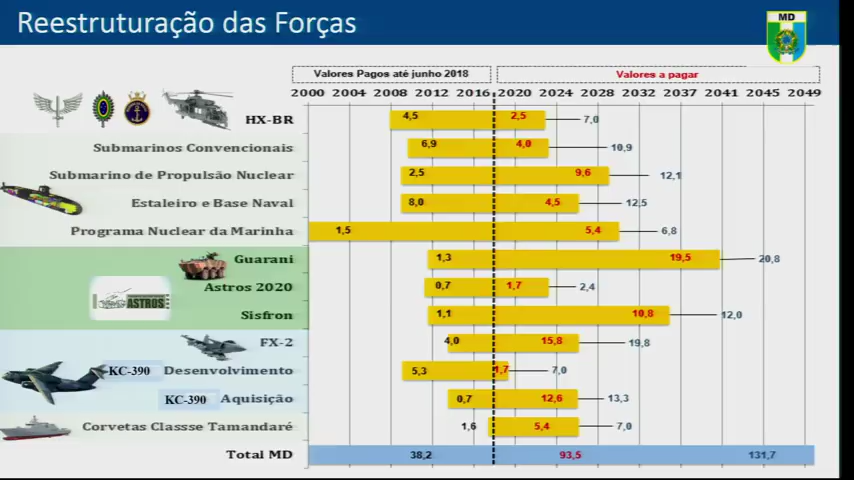 Reestruturação das Forças
MD
Valores Pagos até junho 2018 Valores a pagar
2000 2004 2008 2012 2016 2020 2024 2028 2032 2037 2041 2045 2049
HX-BR 4,5 2,5 7,0
Submarinos Convencionais 6,9 4,0 10,9
Submarino de Propulsão Nuclear 2,5 9,6 12,1
Estaleiro e Base Naval 8,0 4,5 12,5
Programa Nuclear da Marinha 1,5 5,4 6,8
Guarani 1,3 19,5 20,8
Astros 2020 0,7 1,7 2,4
ASTROS
Sisfron 1,1 10,8 12,0
FX-2 4,0 15,8 19,8
KC-390 Desenvolvimento 5,3 1,7 7,0
KC-390 Aquisição 0,7 12,6 13,3
Corvetas Classse Tamandaré 1,6 5,4 7,0
Total MD 38,2 93,5 131,7